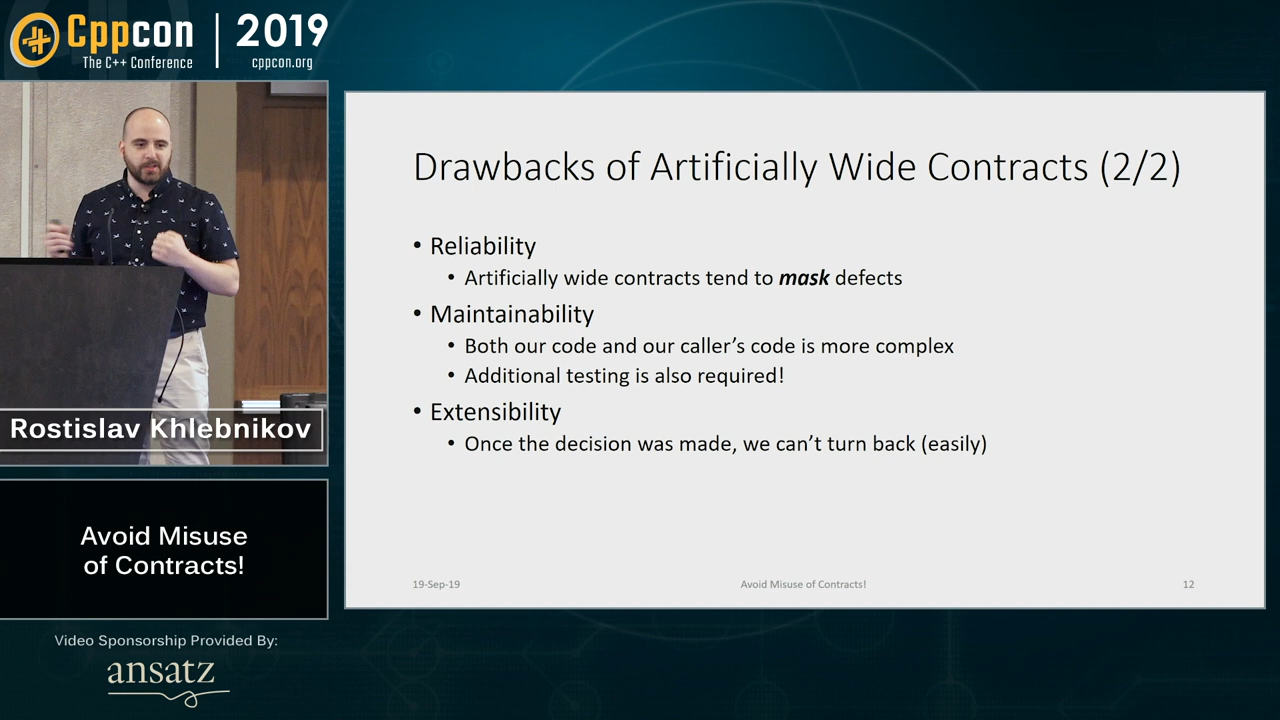 Cppcon | 2019
The C++ Conference cppcon.org
Drawbacks of Artificially Wide Contracts (2/2)
• Reliability
• Artificially wide contracts tend to mask defects
• Maintainability
• Both our code and our caller’s code is more complex
• Additional testing is also required!
• Extensibility
• Once the decision was made, we can’t turn back (easily)
19-Sep-19 Avoid Misuse of Contracts! 12
Rostislav Khlebnikov
Avoid Misuse
of Contracts!
Video Sponsorship Provided By:
ansatz